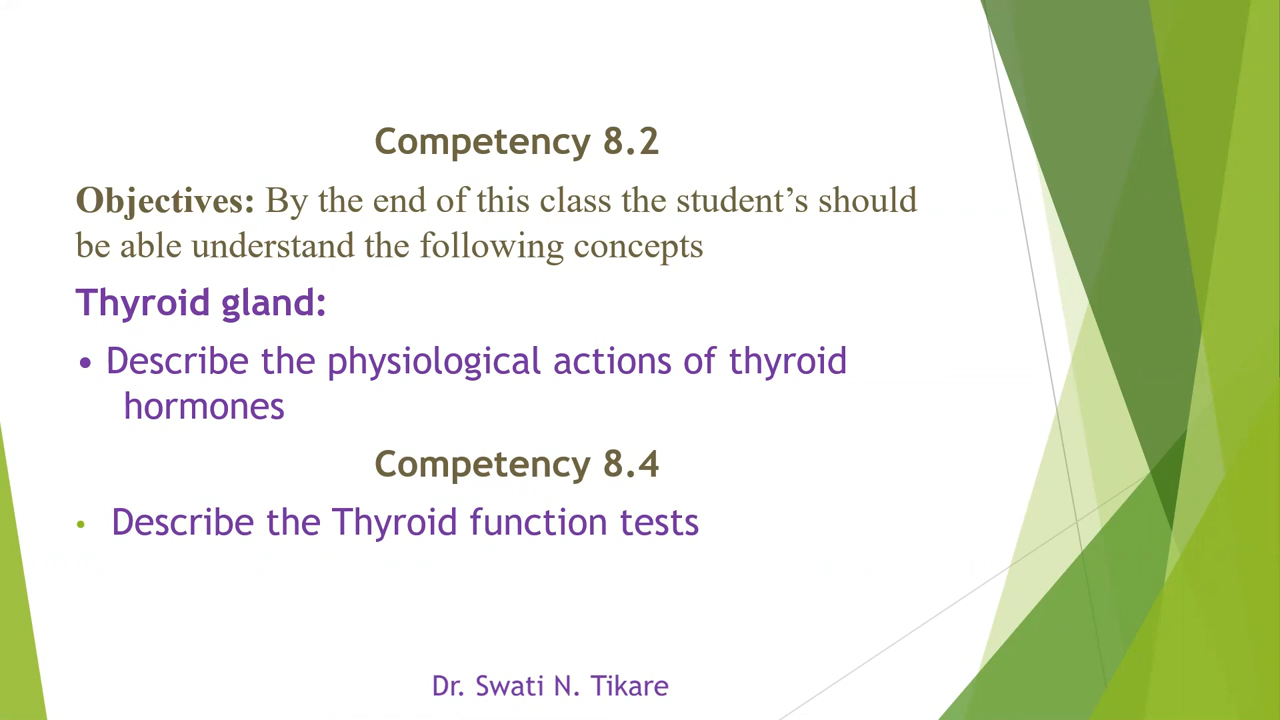 Competency 8.2
Objectives: By the end of this class the student’s should
be able understand the following concepts
Thyroid gland:
• Describe the physiological actions of thyroid
hormones
Competency 8.4
• Describe the Thyroid function tests
Dr. Swati N. Tikare